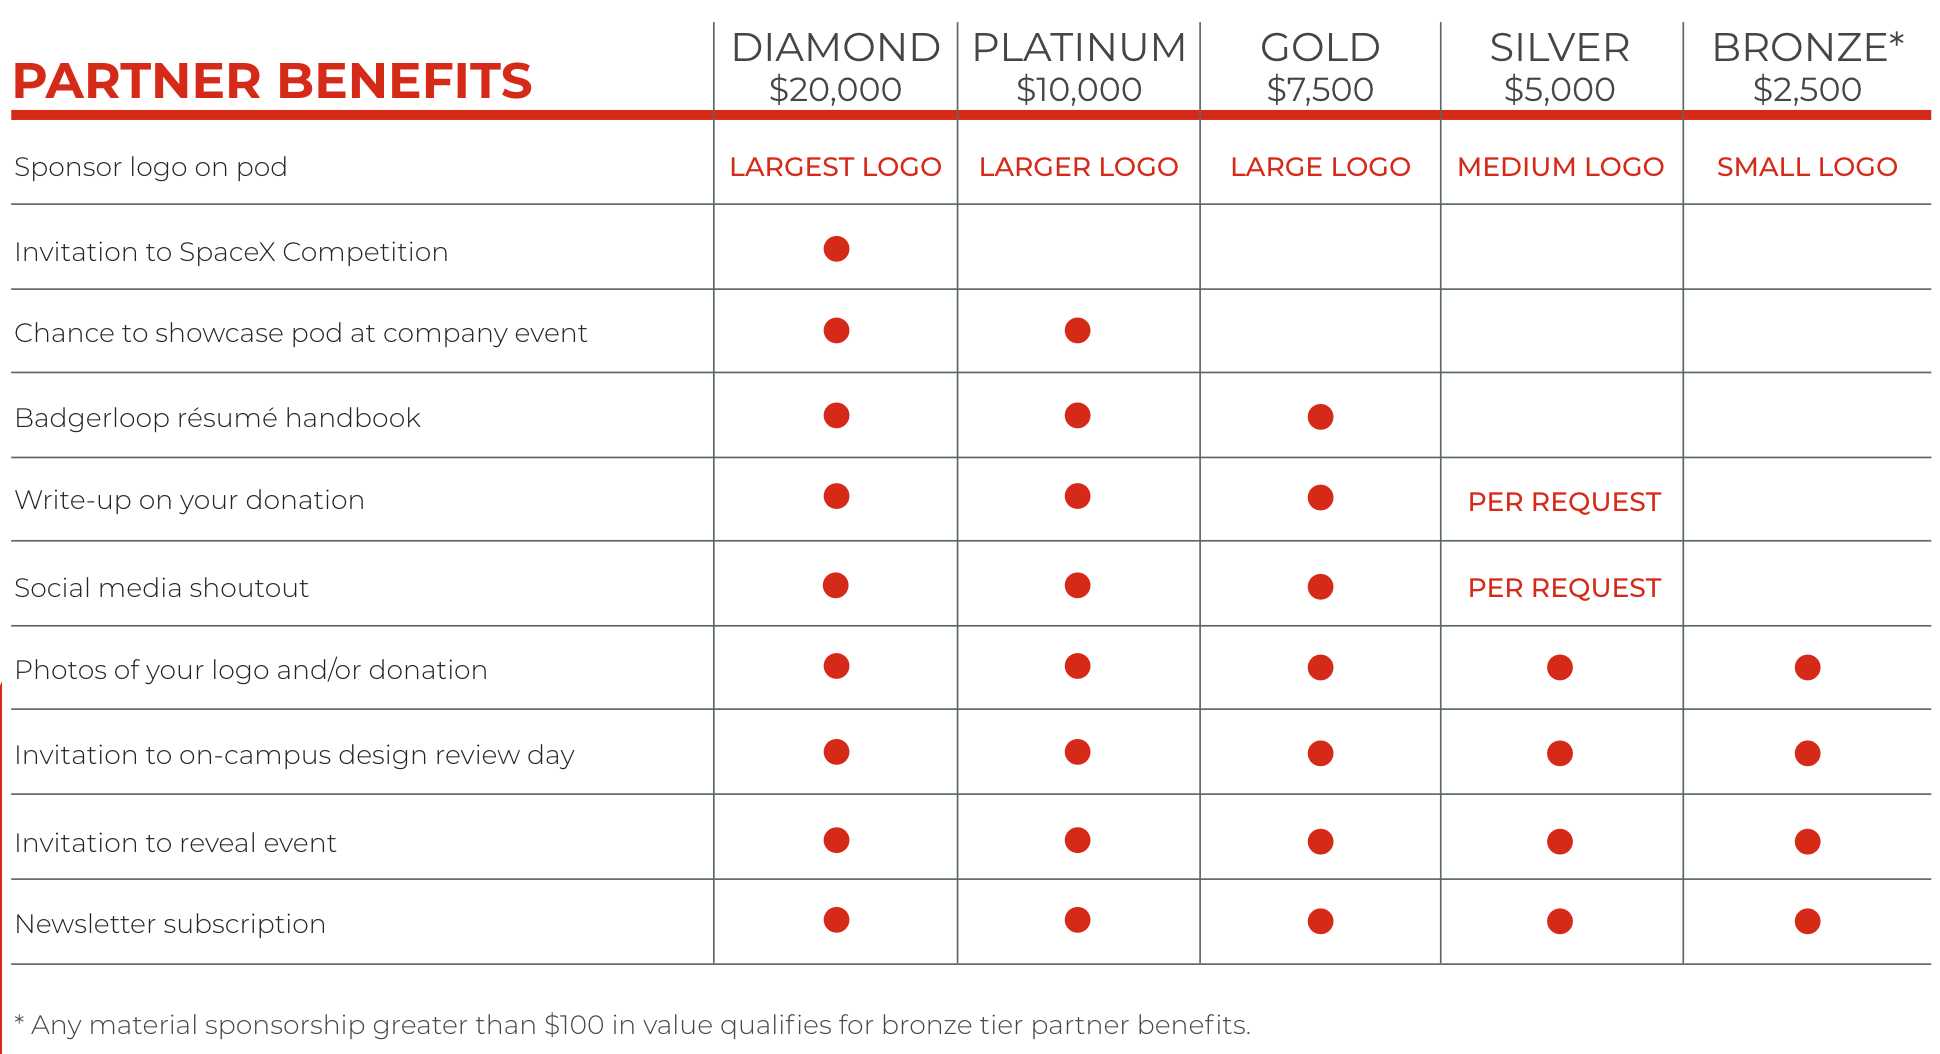 PARTNER BENEFITS
DIAMOND
$20,000
PLATINUM
$10,000
GOLD
$7,500
SILVER
$5,000
BRONZE*
$2,500
Sponsor logo on pod LARGEST LOGO LARGER LOGO LARGE LOGO MEDIUM LOGO SMALL LOGO
Invitation to SpaceX Competition
Chance to showcase pod at company event
Badgerloop résumé handbook
Write-up on your donation PER REQUEST
Social media shoutout PER REQUEST
Photos of your logo and/or donation
Invitation to on-campus design review day
Invitation to reveal event
Newsletter subscription
* Any material sponsorship greater than $100 in value qualifies for bronze tier partner benefits.